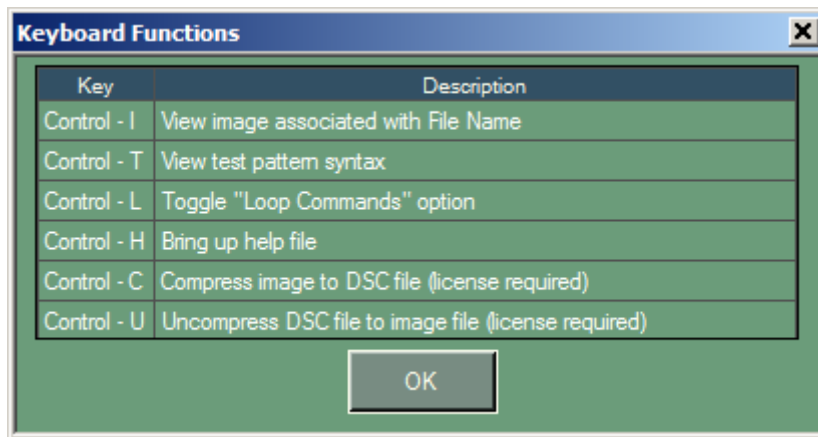 Keyboard Functions
Key Description
Control - I View image associated with File Name
Control - T View test pattern syntax
Control - L Toggle "Loop Commands" option
Control - H Bring up help file
Control - C Compress image to DSC file (license required)
Control - U Uncompress DSC file to image file (license required)
OK